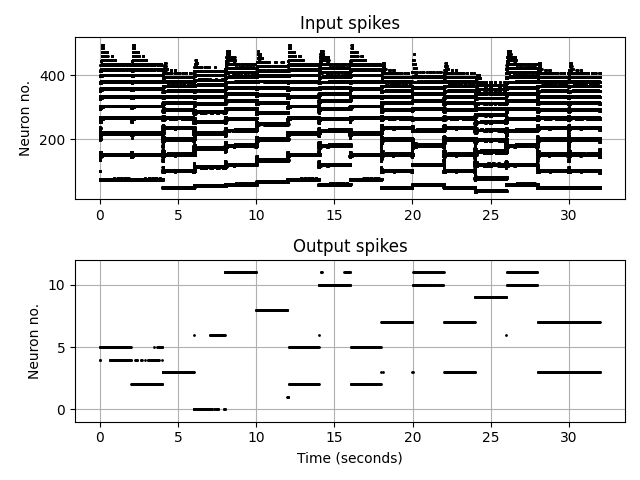 Input spikes
Neuron no.
400
200
0 5 10 15 20 25 30
Output spikes
Neuron no.
10
5
0
0 5 10 15 20 25 30
Time (seconds)